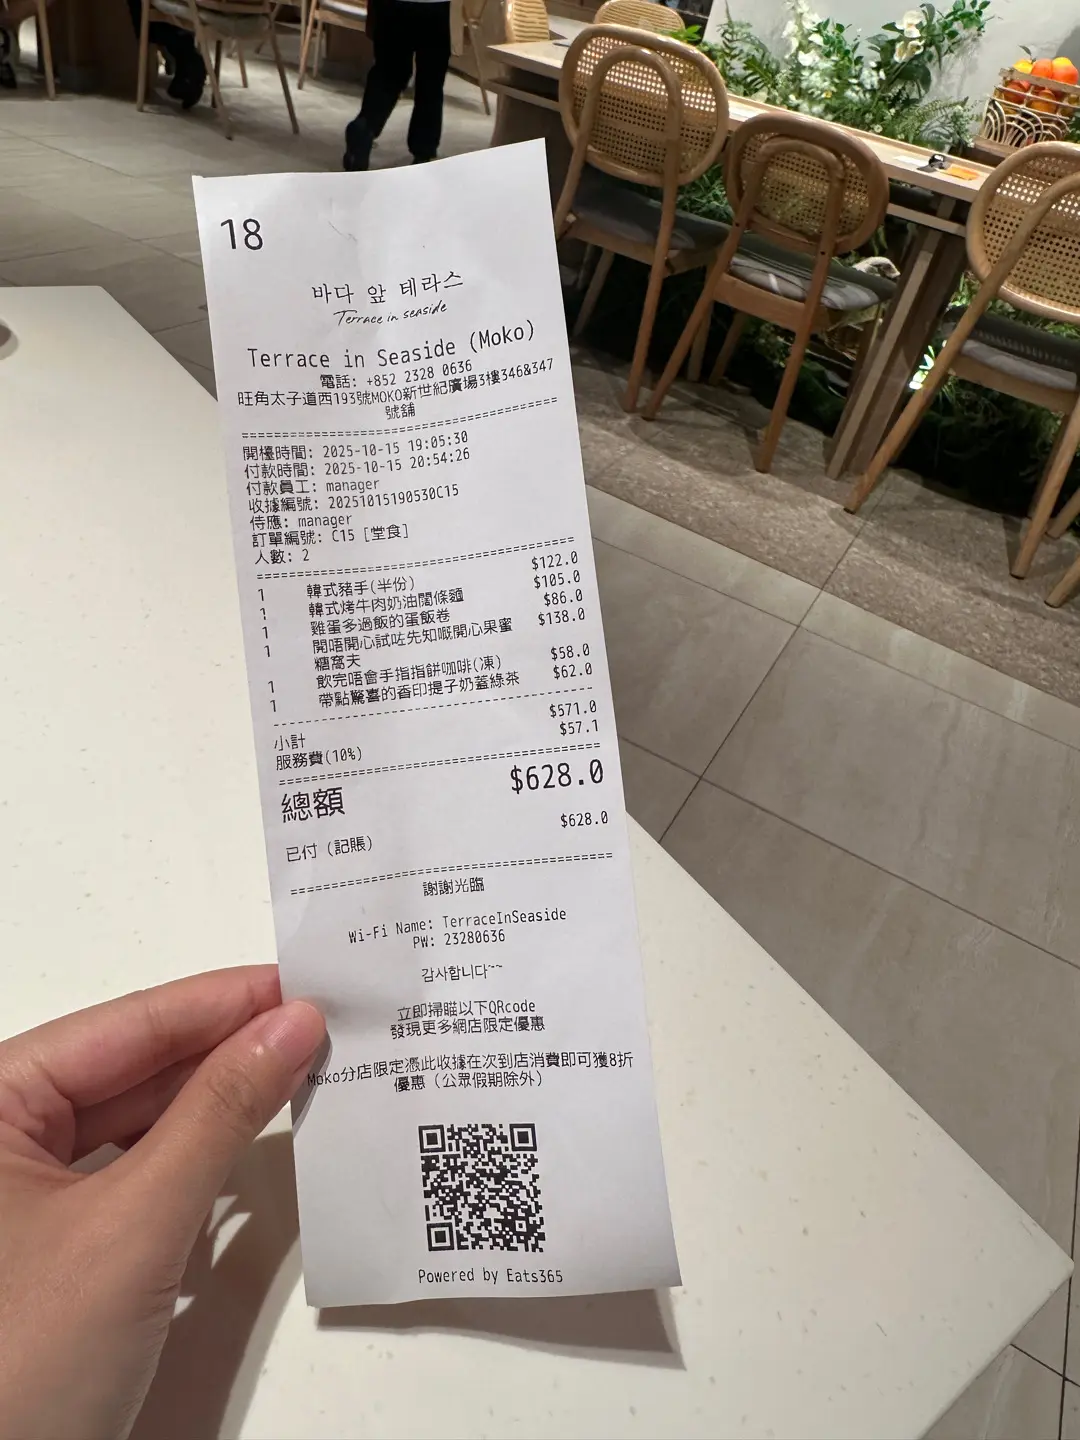 18
바다 앞 테라스
Terrace in seaside
Terrace in Seaside (Moko)
電話: +852 2328 0636
旺角太子道西193號MOKO新世紀廣場3樓346&347
號舖
開檯時間: 2025-10-15 19:05:30
付款時間: 2025-10-15 20:54:26
付款員工: manager
收據編號: 20251015190530C15
侍應: manager
訂單編號: C15 [堂食]
人數: 2
1 韓式豬手(半份) $122.0
1 韓式烤牛肉奶油闊條麵 $105.0
1 雞蛋多過飯的蛋飯卷 $86.0
1 開唔開心試咗先知嘅開心果蜜 $138.0
糖窩夫
1 飲完唔會手指指餅咖啡(凍) $58.0
1 帶點驚喜的香印提子奶蓋綠茶 $62.0
小計 $571.0
服務費(10%) $57.1
總額 $628.0
已付 (記賬) $628.0
謝謝光臨
Wi-Fi Name: TerraceInSeaside
PW: 23280636
감사합니다~~
立即掃瞄以下QRcode
發現更多網店限定優惠
Moko分店限定憑此收據在次到店消費即可獲8折
優惠 (公眾假期除外)
Powered by Eats365